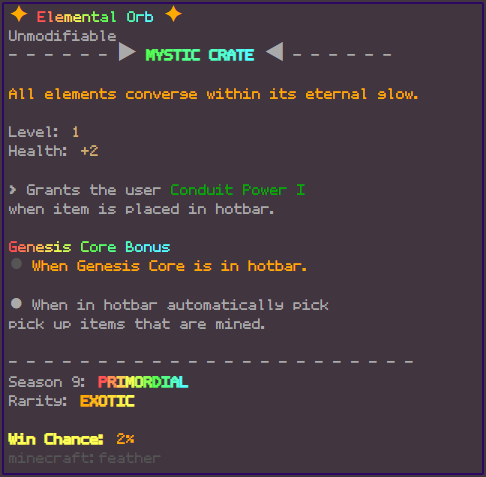 ✦ Elemental Orb ✦
Unmodifiable
- - - - - - ▶ MYSTIC CRATE ◀ - - - - - -
All elements converge within its eternal glow.
Level: 1
Health: +2
› Grants the user Conduit Power I
when item is placed in hotbar.
Genesis Core Bonus
● When Genesis Core is in hotbar.
● When in hotbar automatically pick
pick up items that are mined.
- - - - - - - - - - - - - - - - - - - - - - -
Season 9: PRIMORDIAL
Rarity: EXOTIC
Win Chance: 2%
minecraft:feather